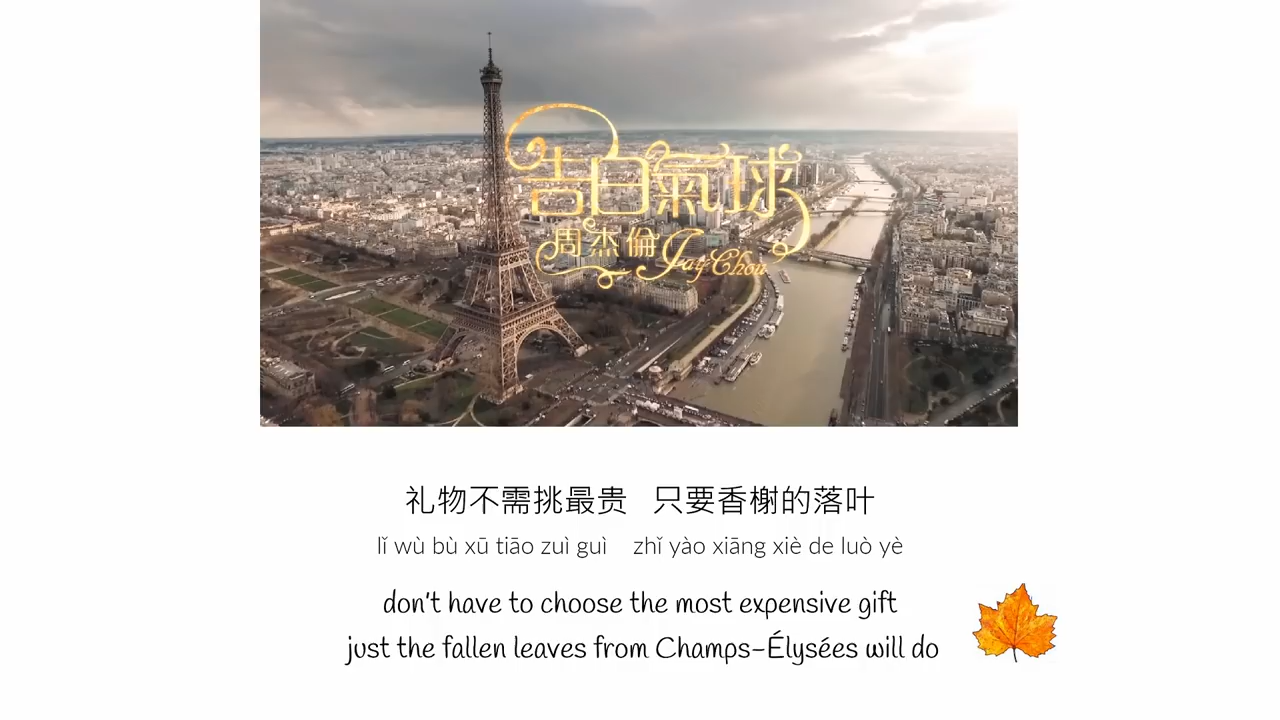 告白氣球
周杰倫 Jay Chou
礼物不需挑最贵 只要香榭的落叶
lǐ wù bù xū tiāo zuì guì zhǐ yào xiāng xiè de luò yè
don't have to choose the most expensive gift
just the fallen leaves from Champs-Élysées will do